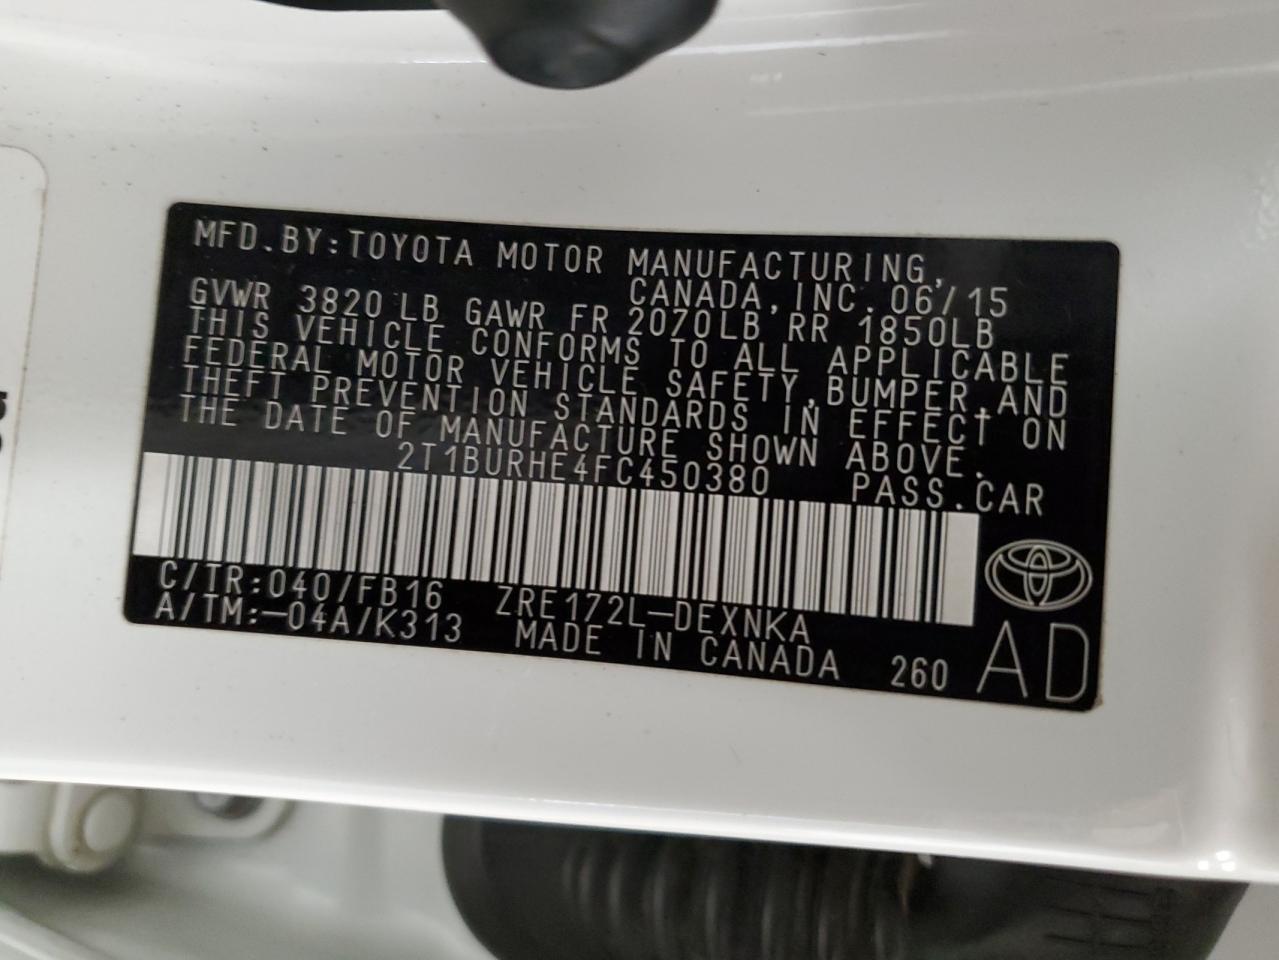 MFD.BY:TOYOTA MOTOR MANUFACTURING,
CANADA,INC.06/15
GVWR 3820 LB GAWR FR 2070LB RR 1850LB
THIS VEHICLE CONFORMS TO ALL APPLICABLE
FEDERAL MOTOR VEHICLE SAFETY,BUMPER,AND
THEFT PREVENTION STANDARDS IN EFFECT ON
THE DATE OF MANUFACTURE SHOWN ABOVE.
2T1BURHE4FC450380 PASS.CAR
C/TR:040/FB16 ZRE172L-DEXNKA
A/TM:-04A/K313 MADE IN CANADA 260 AD